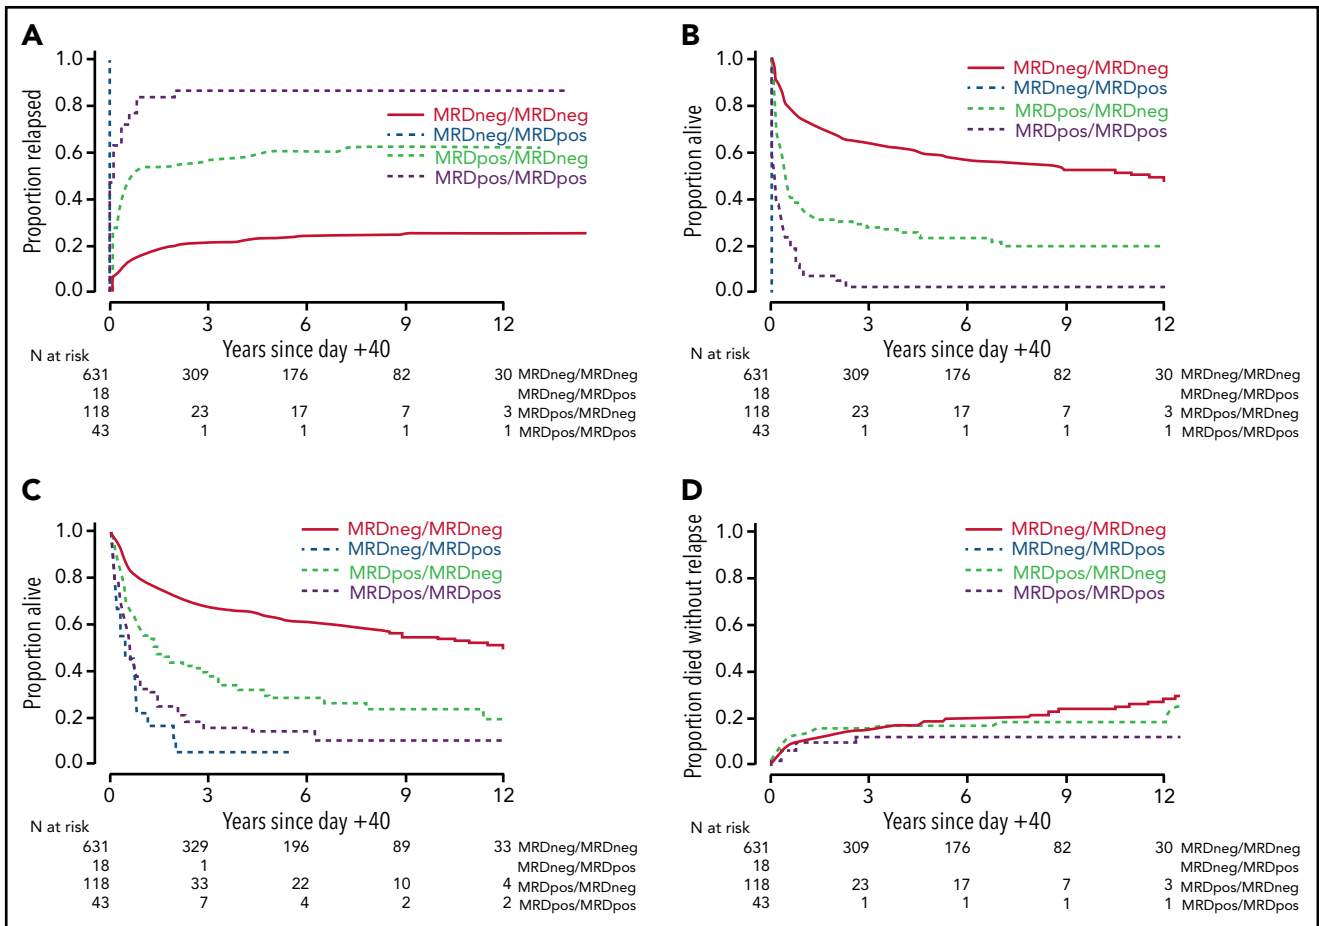 A
Proportion relapsed
1.0
0.8
0.6
0.4
0.2
0.0
MRDneg/MRDneg
MRDneg/MRDpos
MRDpos/MRDneg
MRDpos/MRDpos
0 3 6 9 12
Years since day +40
N at risk
631 309 176 82 30 MRDneg/MRDneg
18 MRDneg/MRDpos
118 23 17 7 3 MRDpos/MRDneg
43 1 1 1 1 MRDpos/MRDpos
B
Proportion alive
1.0
0.8
0.6
0.4
0.2
0.0
MRDneg/MRDneg
MRDneg/MRDpos
MRDpos/MRDneg
MRDpos/MRDpos
0 3 6 9 12
Years since day +40
N at risk
631 309 176 82 30 MRDneg/MRDneg
18 MRDneg/MRDpos
118 23 17 7 3 MRDpos/MRDneg
43 1 1 1 1 MRDpos/MRDpos
C
Proportion alive
1.0
0.8
0.6
0.4
0.2
0.0
MRDneg/MRDneg
MRDneg/MRDpos
MRDpos/MRDneg
MRDpos/MRDpos
0 3 6 9 12
Years since day +40
N at risk
631 329 196 89 33 MRDneg/MRDneg
18 1 MRDneg/MRDpos
118 33 22 10 4 MRDpos/MRDneg
43 7 4 2 2 MRDpos/MRDpos
D
Proportion died without relapse
1.0
0.8
0.6
0.4
0.2
0.0
MRDneg/MRDneg
MRDneg/MRDpos
MRDpos/MRDneg
MRDpos/MRDpos
0 3 6 9 12
Years since day +40
N at risk
631 309 176 82 30 MRDneg/MRDneg
18 MRDneg/MRDpos
118 23 17 7 3 MRDpos/MRDneg
43 1 1 1 1 MRDpos/MRDpos